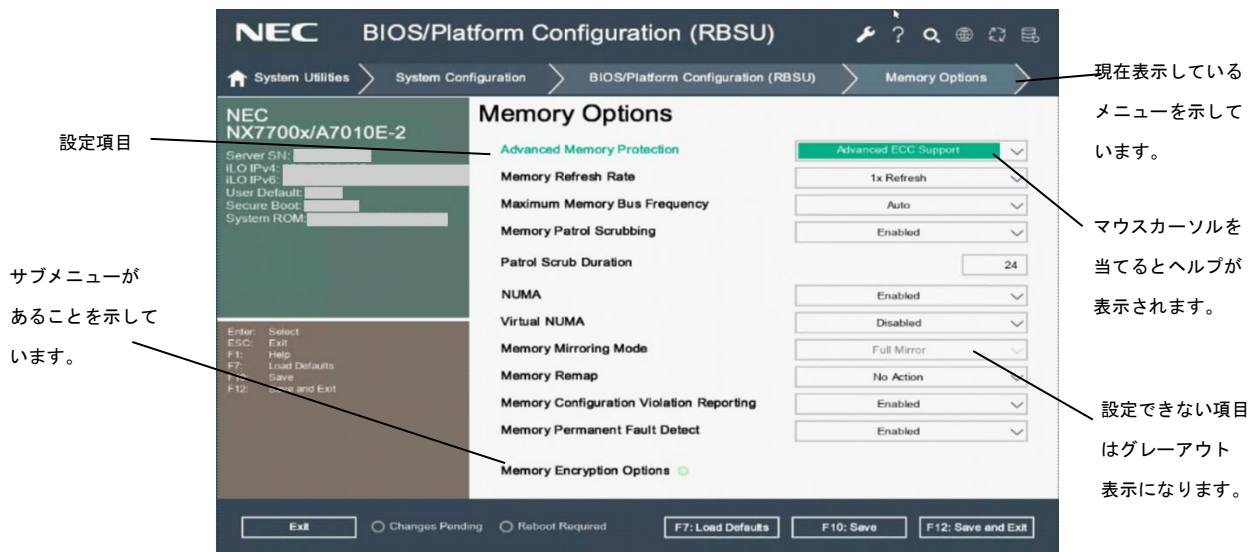 NEC BIOS/Platform Configuration (RBSU)
System Utilities
System Configuration
BIOS/Platform Configuration (RBSU)
Memory Options
NEC
NX7700x/A7010E-2
Server SN:
iLO IPv4:
iLO IPv6:
User Default:
Secure Boot:
System ROM:
Enter: Select
ESC: Exit
F1: Help
F7: Load Defaults
F10: Save
F12: Save and Exit
Memory Options
Advanced Memory Protection Advanced ECC Support
Memory Refresh Rate 1x Refresh
Maximum Memory Bus Frequency Auto
Memory Patrol Scrubbing Enabled
Patrol Scrub Duration 24
NUMA Enabled
Virtual NUMA Disabled
Memory Mirroring Mode Full Mirror
Memory Remap No Action
Memory Configuration Violation Reporting Enabled
Memory Permanent Fault Detect Enabled
Memory Encryption Options
Exit
Changes Pending
Reboot Required
F7: Load Defaults
F10: Save
F12: Save and Exit
設定項目
サブメニューが
あることを示して
います。
現在表示している
メニューを示して
います。
マウスカーソルを
当てるとヘルプが
表示されます。
設定できない項目
はグレーアウト
表示になります。